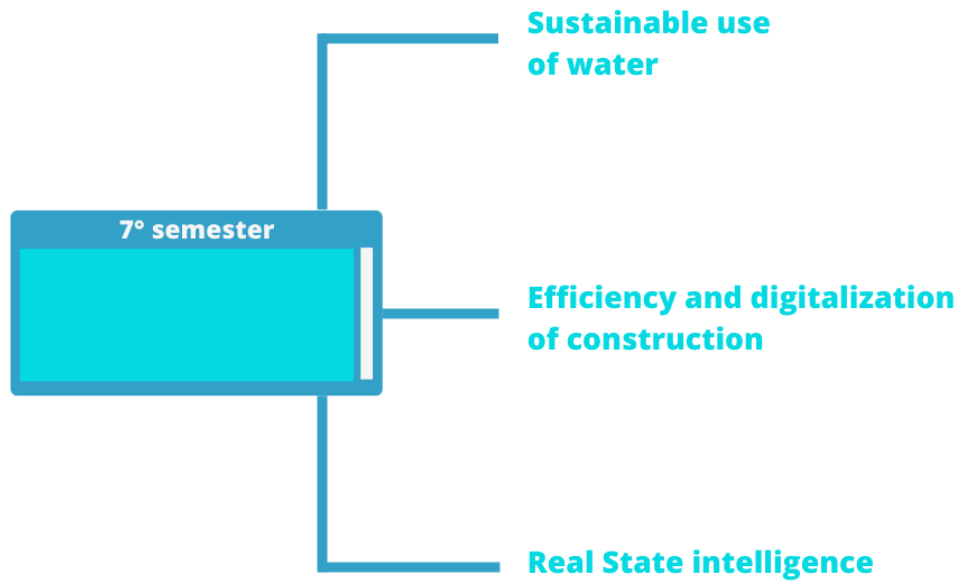 Sustainable use
of water
7° semester
Efficiency and digitalization
of construction
Real State intelligence